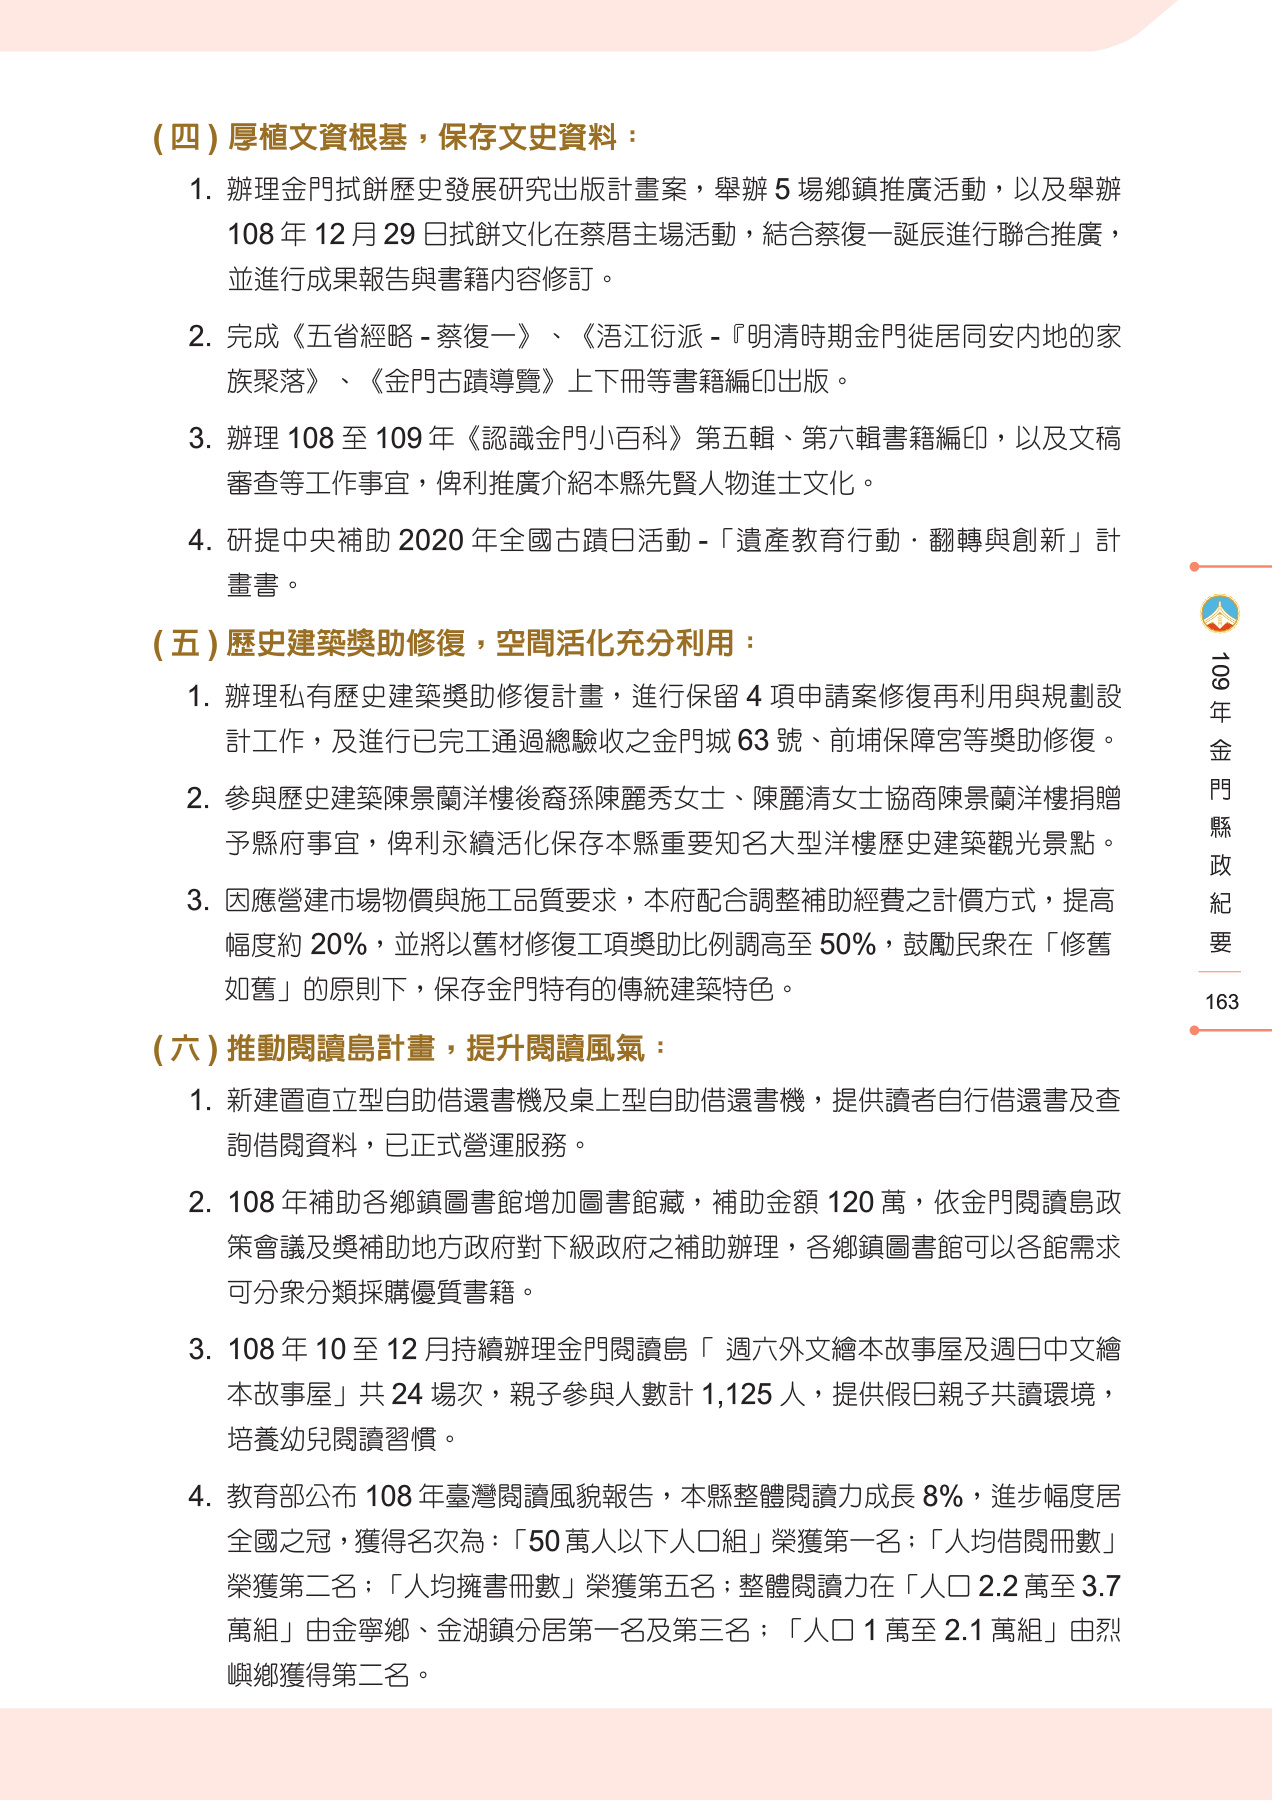 (四) 厚植文資根基，保存文史資料：
1. 辦理金門拭餅歷史發展研究出版計畫案，舉辦 5 場鄉鎮推廣活動，以及舉辦
108 年 12 月 29 日拭餅文化在蔡厝主場活動，結合蔡復一誕辰進行聯合推廣，
並進行成果報告與書籍內容修訂。
2. 完成《五省經略 - 蔡復一》、《浯江衍派 -『明清時期金門徙居同安內地的家
族聚落》、《金門古蹟導覽》上下冊等書籍編印出版。
3. 辦理 108 至 109 年《認識金門小百科》第五輯、第六輯書籍編印，以及文稿
審查等工作事宜，俾利推廣介紹本縣先賢人物進士文化。
4. 研提中央補助 2020 年全國古蹟日活動 -「遺產教育行動．翻轉與創新」計
畫書。
(五) 歷史建築獎助修復，空間活化充分利用：
1. 辦理私有歷史建築獎助修復計畫，進行保留 4 項申請案修復再利用與規劃設
計工作，及進行已完工通過總驗收之金門城 63 號、前埔保障宮等獎助修復。
2. 參與歷史建築陳景蘭洋樓後裔孫陳麗秀女士、陳麗清女士協商陳景蘭洋樓捐贈
予縣府事宜，俾利永續活化保存本縣重要知名大型洋樓歷史建築觀光景點。
3. 因應營建市場物價與施工品質要求，本府配合調整補助經費之計價方式，提高
幅度約 20%，並將以舊材修復工項獎助比例調高至 50%，鼓勵民眾在「修舊
如舊」的原則下，保存金門特有的傳統建築特色。
(六) 推動閱讀島計畫，提升閱讀風氣：
1. 新建置直立型自助借還書機及桌上型自助借還書機，提供讀者自行借還書及查
詢借閱資料，已正式營運服務。
2. 108 年補助各鄉鎮圖書館增加圖書館藏，補助金額 120 萬，依金門閱讀島政
策會議及獎補助地方政府對下級政府之補助辦理，各鄉鎮圖書館可以各館需求
可分眾分類採購優質書籍。
3. 108 年 10 至 12 月持續辦理金門閱讀島「 週六外文繪本故事屋及週日中文繪
本故事屋」共 24 場次，親子參與人數計 1,125 人，提供假日親子共讀環境，
培養幼兒閱讀習慣。
4. 教育部公布 108 年臺灣閱讀風貌報告，本縣整體閱讀力成長 8%，進步幅度居
全國之冠，獲得名次為：「50 萬人以下人口組」榮獲第一名；「人均借閱冊數」
榮獲第二名；「人均擁書冊數」榮獲第五名；整體閱讀力在「人口 2.2 萬至 3.7
萬組」由金寧鄉、金湖鎮分居第一名及第三名；「人口 1 萬至 2.1 萬組」由烈
嶼鄉獲得第二名。
109 年金門縣政紀要
163